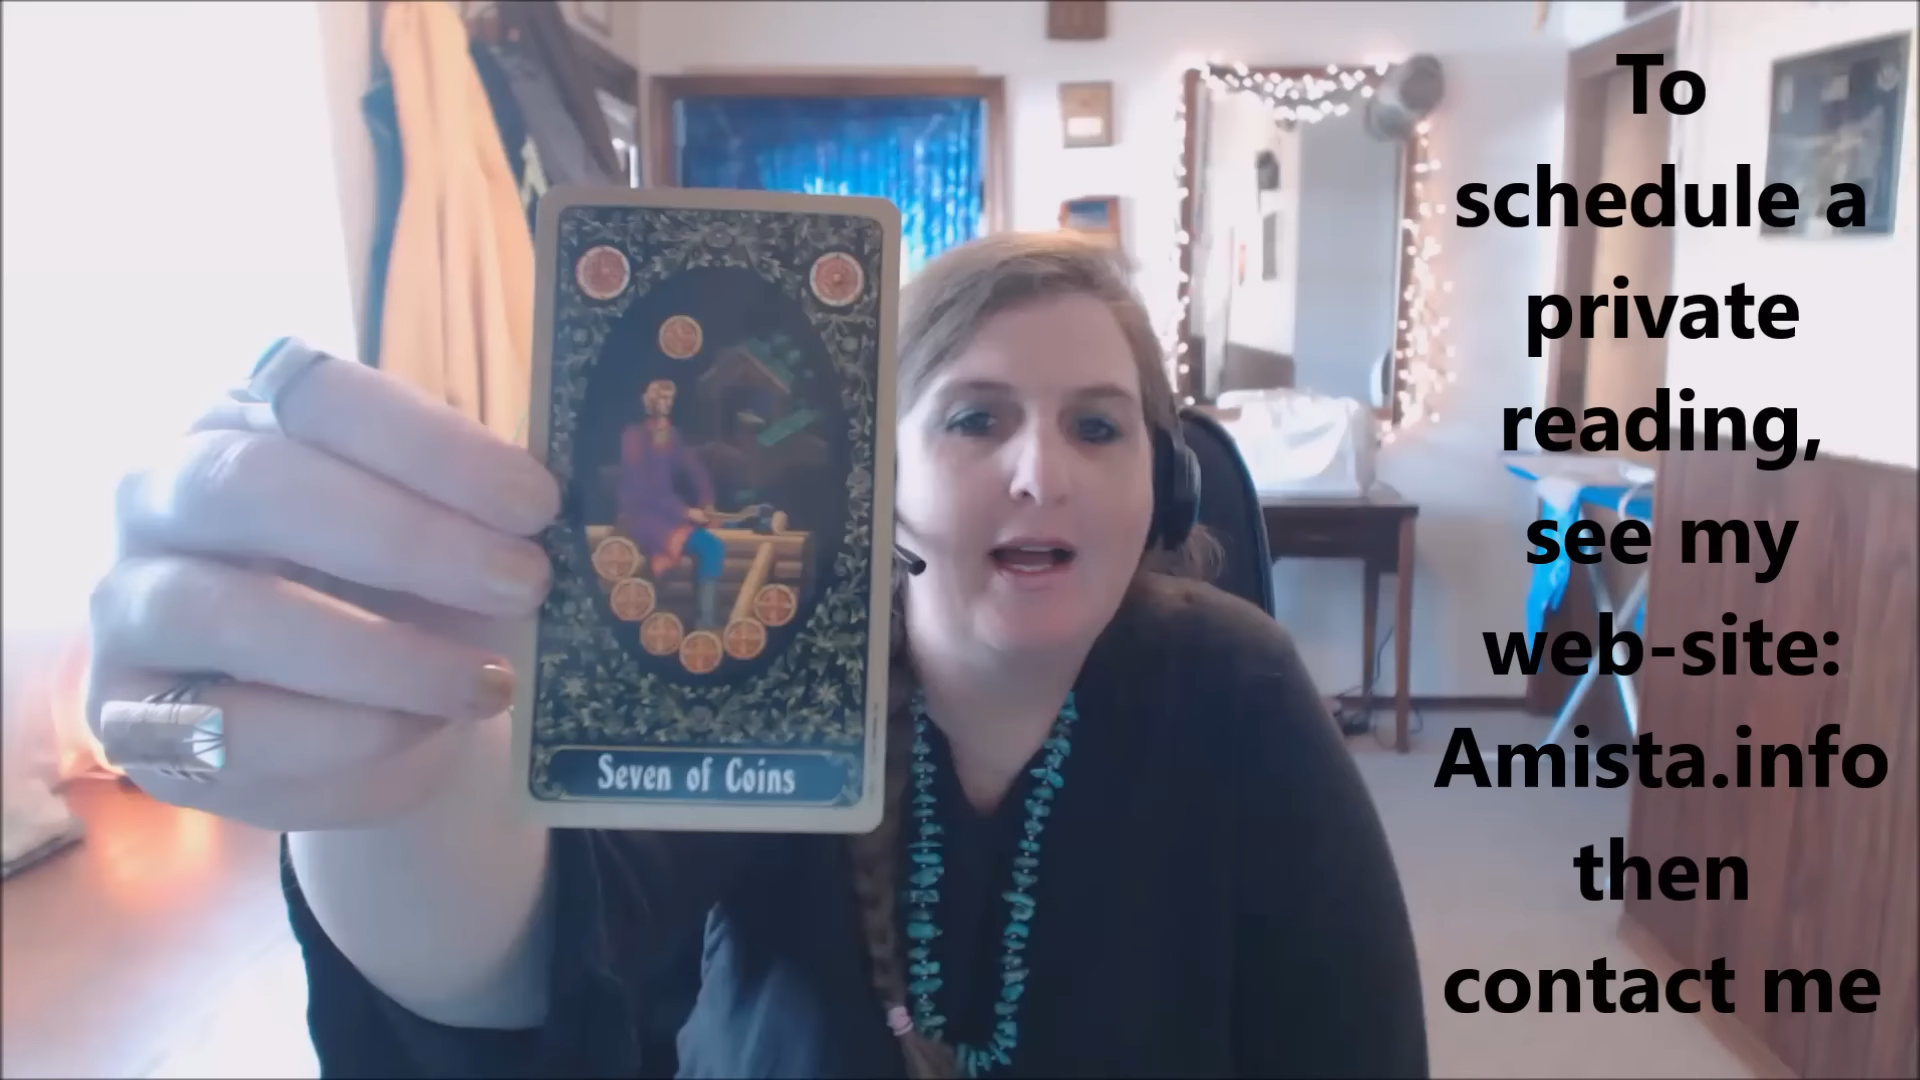 Seven of Coins
To
schedule a
private
reading,
see my
web-site:
Amista.info
then
contact me